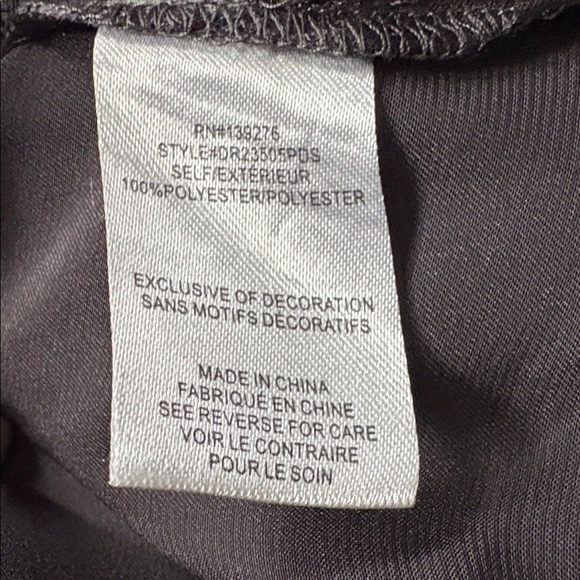 RN#139276
STYLE#DR23505PDS
SELF/EXTÉRIEUR
100%POLYESTER/POLYESTER
EXCLUSIVE OF DECORATION
SANS MOTIFS DÉCORATIFS
MADE IN CHINA
FABRIQUÉ EN CHINE
SEE REVERSE FOR CARE
VOIR LE CONTRAIRE
POUR LE SOIN